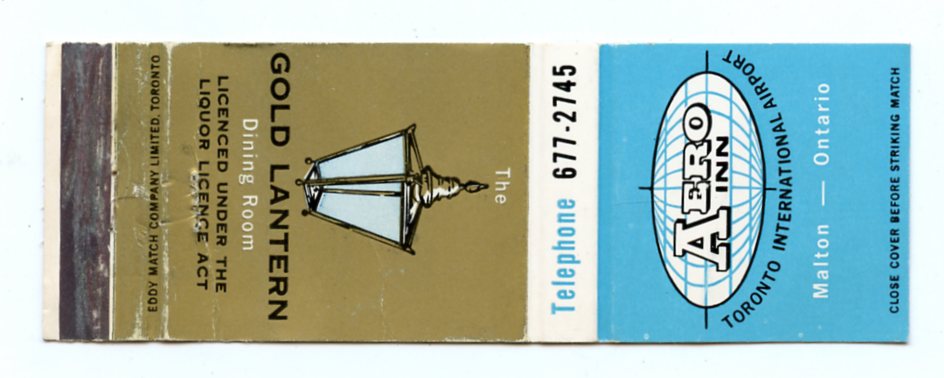 The
GOLD LANTERN
Dining Room
LICENCED UNDER THE
LIQUOR LICENCE ACT
EDDY MATCH COMPANY LIMITED, TORONTO
Telephone 677-2745
AERO
INN
TORONTO INTERNATIONAL AIRPORT
Malton — Ontario
CLOSE COVER BEFORE STRIKING MATCH